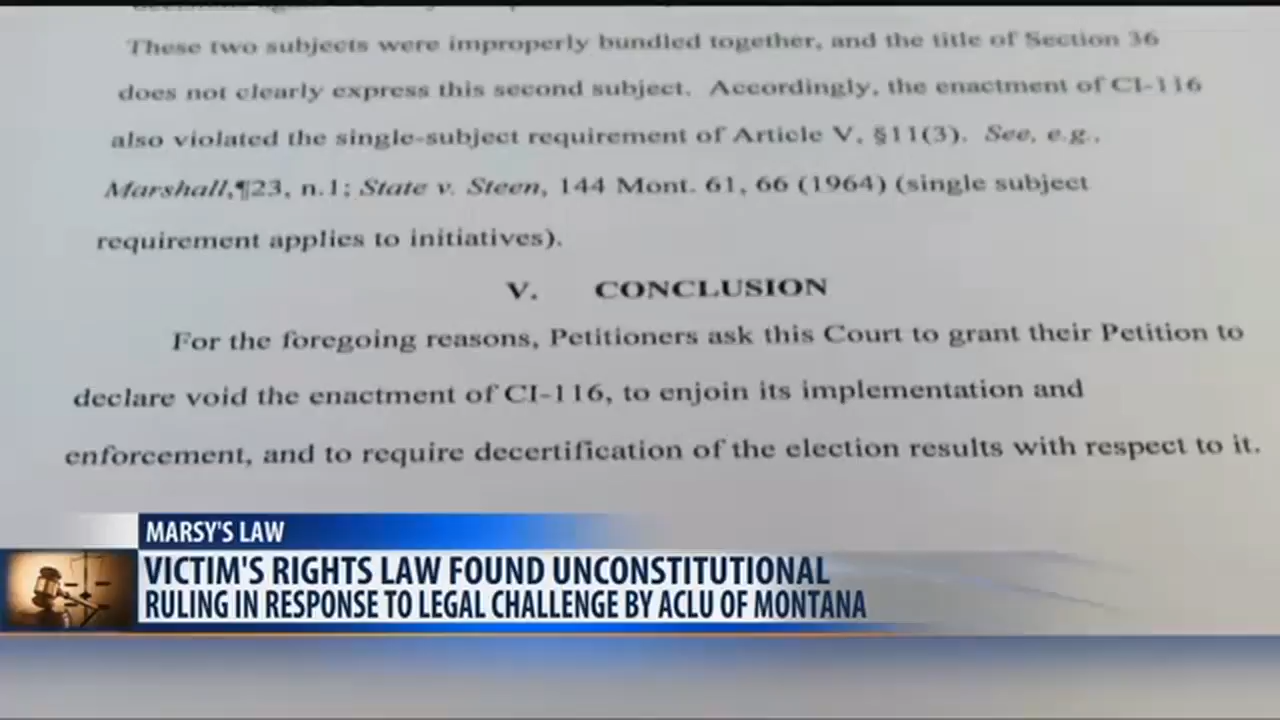 These two subjects were improperly bundled together, and the title of Section 36
does not clearly express this second subject. Accordingly, the enactment of CI-116
also violated the single-subject requirement of Article V, §11(3). See, e.g.,
Marshall,¶23, n.1; State v. Steen, 144 Mont. 61, 66 (1964) (single subject
requirement applies to initiatives).
V. CONCLUSION
For the foregoing reasons, Petitioners ask this Court to grant their Petition to
declare void the enactment of CI-116, to enjoin its implementation and
enforcement, and to require decertification of the election results with respect to it.
MARSY'S LAW
VICTIM'S RIGHTS LAW FOUND UNCONSTITUTIONAL
RULING IN RESPONSE TO LEGAL CHALLENGE BY ACLU OF MONTANA